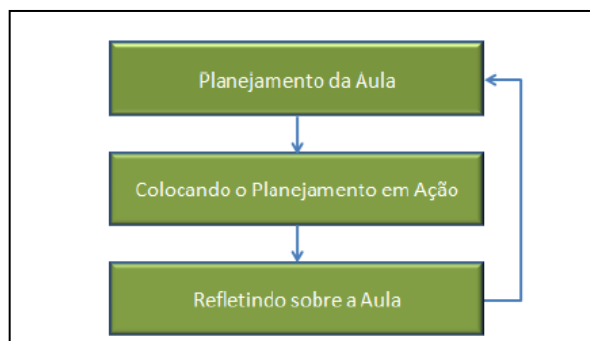 Planejamento da Aula
Colocando o Planejamento em Ação
Refletindo sobre a Aula